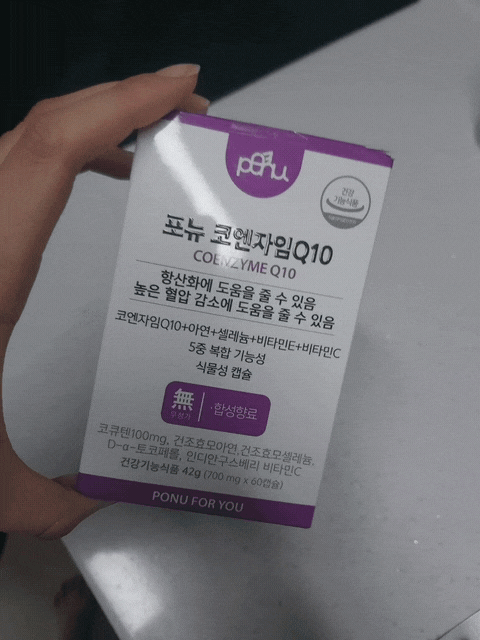 ponu
건강
기능식품
포뉴 코엔자임Q10
COENZYME Q10
항산화에 도움을 줄 수 있음
높은 혈압 감소에 도움을 줄 수 있음
코엔자임Q10+아연+셀레늄+비타민E+비타민C
5중 복합 기능성
식물성 캡슐
無 ·합성향료
무첨가
코큐텐100mg, 건조효모아연,건조효모셀레늄,
D-α-토코페롤, 인디안구스베리 비타민C
건강기능식품 42g (700 mg x 60캡슐)
PONU FOR YOU